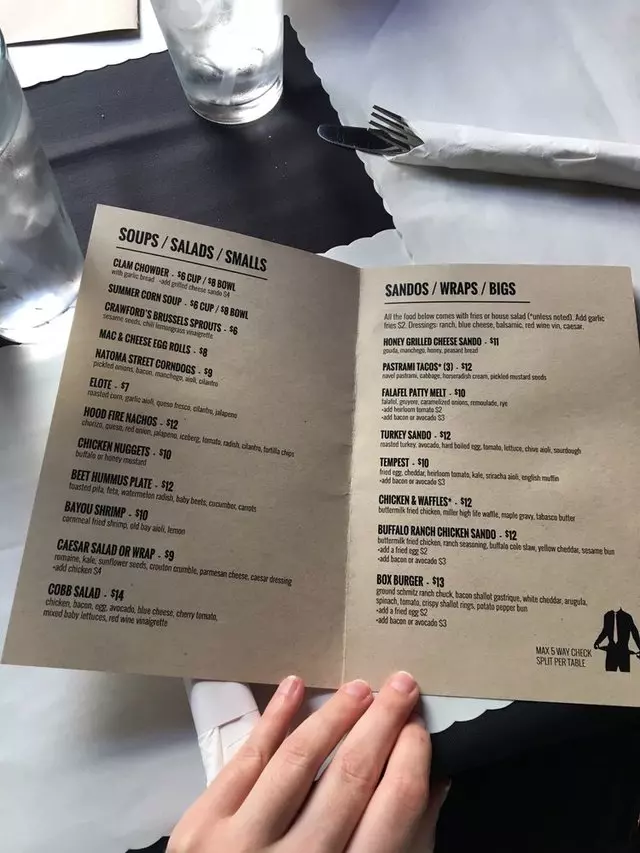 SOUPS / SALADS / SMALLS
CLAM CHOWDER - $6 CUP / $8 BOWL
with garlic bread •add grilled cheese sando $4
SUMMER CORN SOUP - $6 CUP / $8 BOWL
CRAWFORD'S BRUSSELS SPROUTS - $6
sesame seeds, chili lemongrass vinaigrette
MAC & CHEESE EGG ROLLS - $8
NATOMA STREET CORNDOGS - $9
pickled onions, bacon, manchego, aioli, cilantro
ELOTE - $7
roasted corn, garlic aioli, queso fresco, cilantro, jalapeno
HOOD FIRE NACHOS - $12
chorizo, queso, red onion, jalapeno, iceberg, tomato, radish, cilantro, tortilla chips
CHICKEN NUGGETS - $10
buffalo or honey mustard
BEET HUMMUS PLATE - $12
toasted pita, feta, watermelon radish, baby beets, cucumber, carrots
BAYOU SHRIMP - $10
cornmeal fried shrimp, old bay aioli, lemon
CAESAR SALAD OR WRAP - $9
romaine, kale, sunflower seeds, crouton crumble, parmesan cheese, caesar dressing
•add chicken $4
COBB SALAD - $14
chicken, bacon, egg, avocado, blue cheese, cherry tomato,
mixed baby lettuces, red wine vinaigrette
SANDOS / WRAPS / BIGS
All the food below comes with fries or house salad (*unless noted). Add garlic
fries $2. Dressings: ranch, blue cheese, balsamic, red wine vin, caesar.
HONEY GRILLED CHEESE SANDO - $11
gouda, manchego, honey, peasant bread
PASTRAMI TACOS* (3) - $12
navel pastrami, cabbage, horseradish cream, pickled mustard seeds
FALAFEL PATTY MELT - $10
falafel, gruyere, caramelized onions, remoulade, rye
•add heirloom tomato $2
•add bacon or avocado $3
TURKEY SANDO - $12
roasted turkey, avocado, hard boiled egg, tomato, lettuce, chive aioli, sourdough
TEMPEST - $10
fried egg, cheddar, heirloom tomato, kale, sriracha aioli, english muffin
•add bacon or avocado $3
CHICKEN & WAFFLES* - $12
buttermilk fried chicken, miller high life waffle, maple gravy, tabasco butter
BUFFALO RANCH CHICKEN SANDO - $12
buttermilk fried chicken, ranch seasoning, buffalo cole slaw, yellow cheddar, sesame bun
•add a fried egg $2
•add bacon or avocado $3
BOX BURGER - $13
ground schmitz ranch chuck, bacon shallot gastrique, white cheddar, arugula,
spinach, tomato, crispy shallot rings, potato pepper bun
•add a fried egg $2
•add bacon or avocado $3
MAX 5 WAY CHECK
SPLIT PER TABLE